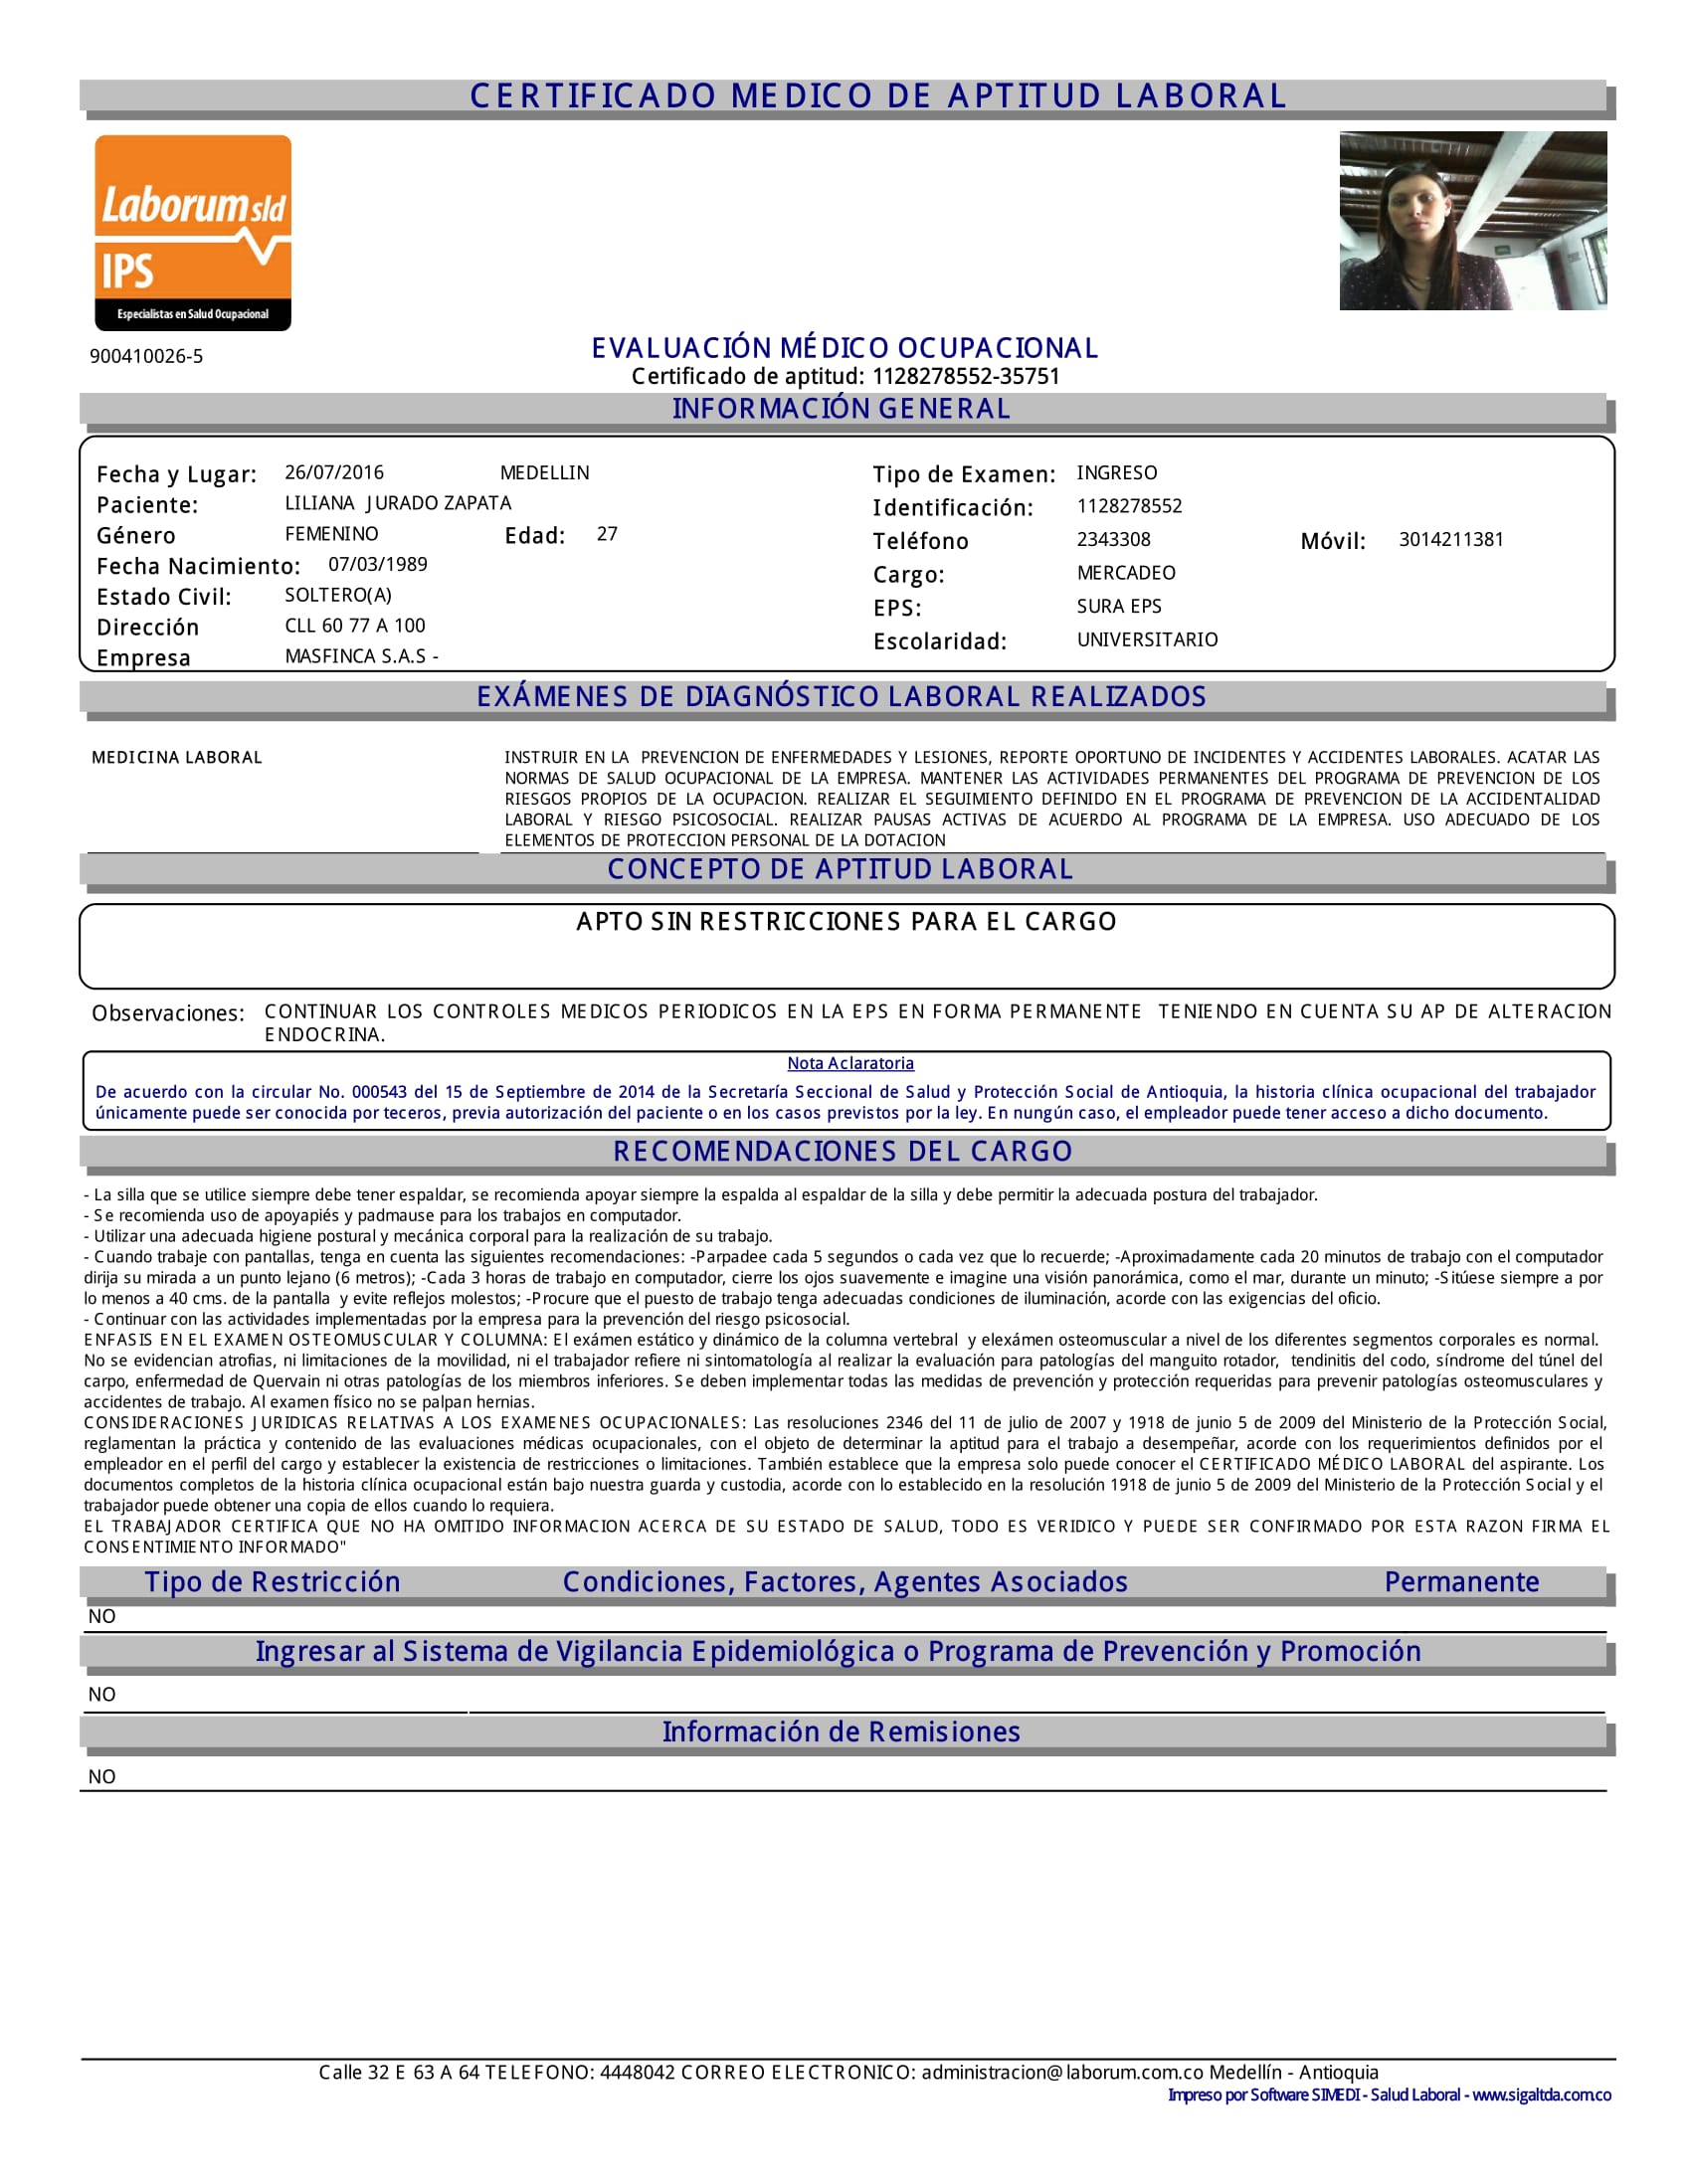 CERTIFICADO MEDICO DE APTITUD LABORAL
Laborum sld
IPS
Especialistas en Salud Ocupacional
900410026-5
EVALUACIÓN MÉDICO OCUPACIONAL
Certificado de aptitud: 1128278552-35751
INFORMACIÓN GENERAL
Fecha y Lugar: 26/07/2016 MEDELLIN Tipo de Examen: INGRESO
Paciente: LILIANA JURADO ZAPATA Identificación: 1128278552
Género FEMENINO Edad: 27 Teléfono 2343308 Móvil: 3014211381
Fecha Nacimiento: 07/03/1989 Cargo: MERCADEO
Estado Civil: SOLTERO(A) EPS: SURA EPS
Dirección CLL 60 77 A 100 Escolaridad: UNIVERSITARIO
Empresa MASFINCA S.A.S -
EXÁMENES DE DIAGNÓSTICO LABORAL REALIZADOS
MEDICINA LABORAL INSTRUIR EN LA PREVENCION DE ENFERMEDADES Y LESIONES, REPORTE OPORTUNO DE INCIDENTES Y ACCIDENTES LABORALES. ACATAR LAS
NORMAS DE SALUD OCUPACIONAL DE LA EMPRESA. MANTENER LAS ACTIVIDADES PERMANENTES DEL PROGRAMA DE PREVENCION DE LOS
RIESGOS PROPIOS DE LA OCUPACION. REALIZAR EL SEGUIMIENTO DEFINIDO EN EL PROGRAMA DE PREVENCION DE LA ACCIDENTALIDAD
LABORAL Y RIESGO PSICOSOCIAL. REALIZAR PAUSAS ACTIVAS DE ACUERDO AL PROGRAMA DE LA EMPRESA. USO ADECUADO DE LOS
ELEMENTOS DE PROTECCION PERSONAL DE LA DOTACION
CONCEPTO DE APTITUD LABORAL
APTO SIN RESTRICCIONES PARA EL CARGO
Observaciones: CONTINUAR LOS CONTROLES MEDICOS PERIODICOS EN LA EPS EN FORMA PERMANENTE TENIENDO EN CUENTA SU AP DE ALTERACION
ENDOCRINA.
Nota Aclaratoria
De acuerdo con la circular No. 000543 del 15 de Septiembre de 2014 de la Secretaría Seccional de Salud y Protección Social de Antioquia, la historia clínica ocupacional del trabajador
únicamente puede ser conocida por teceros, previa autorización del paciente o en los casos previstos por la ley. En nungún caso, el empleador puede tener acceso a dicho documento.
RECOMENDACIONES DEL CARGO
- La silla que se utilice siempre debe tener espaldar, se recomienda apoyar siempre la espalda al espaldar de la silla y debe permitir la adecuada postura del trabajador.
- Se recomienda uso de apoyapiés y padmause para los trabajos en computador.
- Utilizar una adecuada higiene postural y mecánica corporal para la realización de su trabajo.
- Cuando trabaje con pantallas, tenga en cuenta las siguientes recomendaciones: -Parpadee cada 5 segundos o cada vez que lo recuerde; -Aproximadamente cada 20 minutos de trabajo con el computador
dirija su mirada a un punto lejano (6 metros); -Cada 3 horas de trabajo en computador, cierre los ojos suavemente e imagine una visión panorámica, como el mar, durante un minuto; -Sitúese siempre a por
lo menos a 40 cms. de la pantalla y evite reflejos molestos; -Procure que el puesto de trabajo tenga adecuadas condiciones de iluminación, acorde con las exigencias del oficio.
- Continuar con las actividades implementadas por la empresa para la prevención del riesgo psicosocial.
ENFASIS EN EL EXAMEN OSTEOMUSCULAR Y COLUMNA: El exámen estático y dinámico de la columna vertebral y elexámen osteomuscular a nivel de los diferentes segmentos corporales es normal.
No se evidencian atrofias, ni limitaciones de la movilidad, ni el trabajador refiere ni sintomatología al realizar la evaluación para patologías del manguito rotador, tendinitis del codo, síndrome del túnel del
carpo, enfermedad de Quervain ni otras patologías de los miembros inferiores. Se deben implementar todas las medidas de prevención y protección requeridas para prevenir patologías osteomusculares y
accidentes de trabajo. Al examen físico no se palpan hernias.
CONSIDERACIONES JURIDICAS RELATIVAS A LOS EXAMENES OCUPACIONALES: Las resoluciones 2346 del 11 de julio de 2007 y 1918 de junio 5 de 2009 del Ministerio de la Protección Social,
reglamentan la práctica y contenido de las evaluaciones médicas ocupacionales, con el objeto de determinar la aptitud para el trabajo a desempeñar, acorde con los requerimientos definidos por el
empleador en el perfil del cargo y establecer la existencia de restricciones o limitaciones. También establece que la empresa solo puede conocer el CERTIFICADO MÉDICO LABORAL del aspirante. Los
documentos completos de la historia clínica ocupacional están bajo nuestra guarda y custodia, acorde con lo establecido en la resolución 1918 de junio 5 de 2009 del Ministerio de la Protección Social y el
trabajador puede obtener una copia de ellos cuando lo requiera.
EL TRABAJADOR CERTIFICA QUE NO HA OMITIDO INFORMACION ACERCA DE SU ESTADO DE SALUD, TODO ES VERIDICO Y PUEDE SER CONFIRMADO POR ESTA RAZON FIRMA EL
CONSENTIMIENTO INFORMADO"
Tipo de Restricción Condiciones, Factores, Agentes Asociados Permanente
NO
Ingresar al Sistema de Vigilancia Epidemiológica o Programa de Prevención y Promoción
NO
Información de Remisiones
NO
Calle 32 E 63 A 64 TELEFONO: 4448042 CORREO ELECTRONICO: administracion@laborum.com.co Medellín - Antioquia
Impreso por Software SIMEDI - Salud Laboral - www.sigaltda.com.co